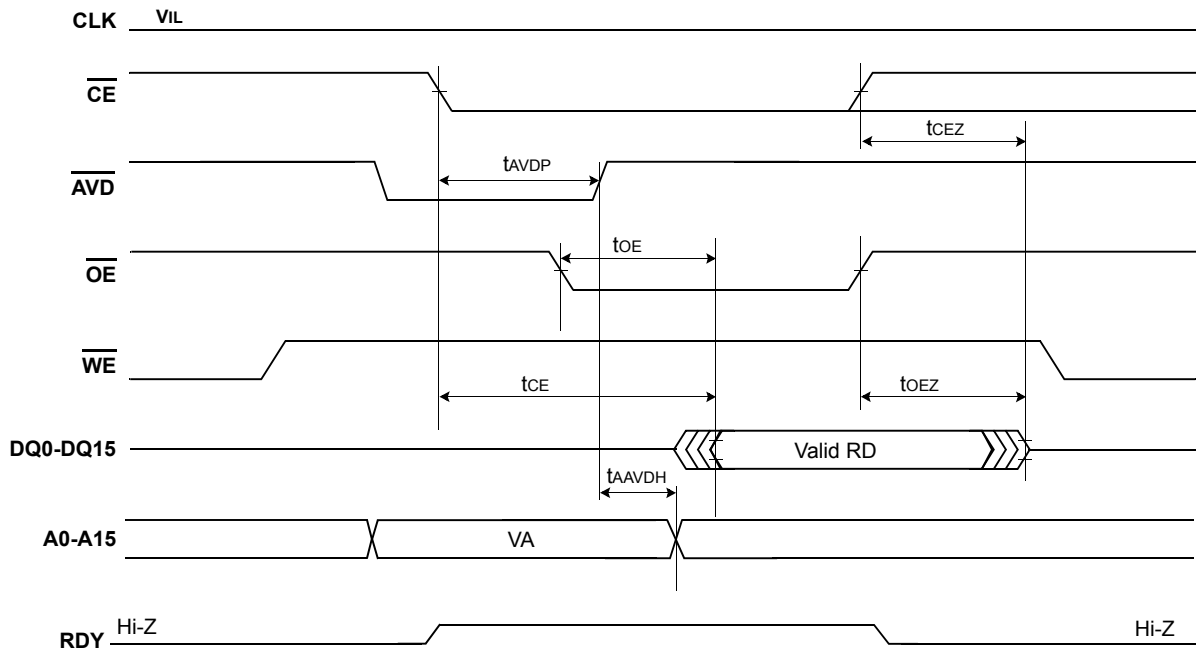 CLK VIL
CE
tCEZ
tAVDP
AVD
tOE
OE
WE
tCE
tOEZ
DQ0-DQ15 Valid RD
tAAVDH
A0-A15 VA
RDY Hi-Z Hi-Z